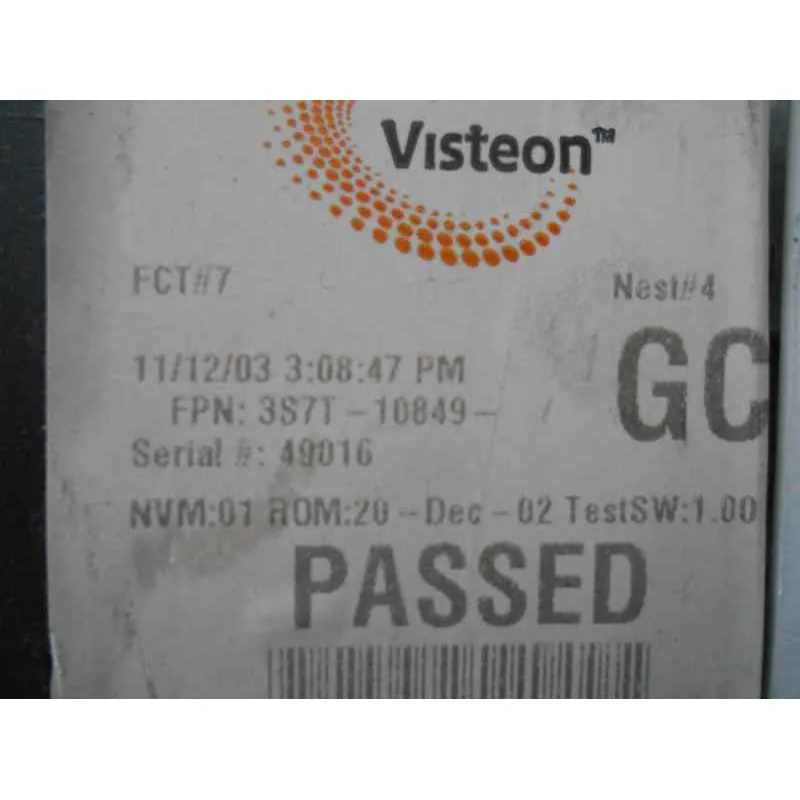 Visteon™
FCT#7 Nest#4
11/12/03 3:08:47 PM GC
FPN: 3S7T-10849-
Serial #: 49016
NVM:01 ROM:20-Dec-02 TestSW:1.00
PASSED